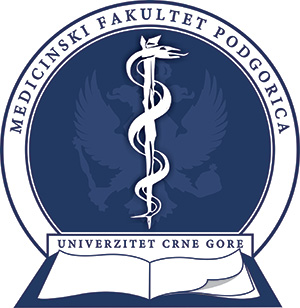 MEDICINSKI FAKULTET PODGORICA
UNIVERZITET CRNE GORE